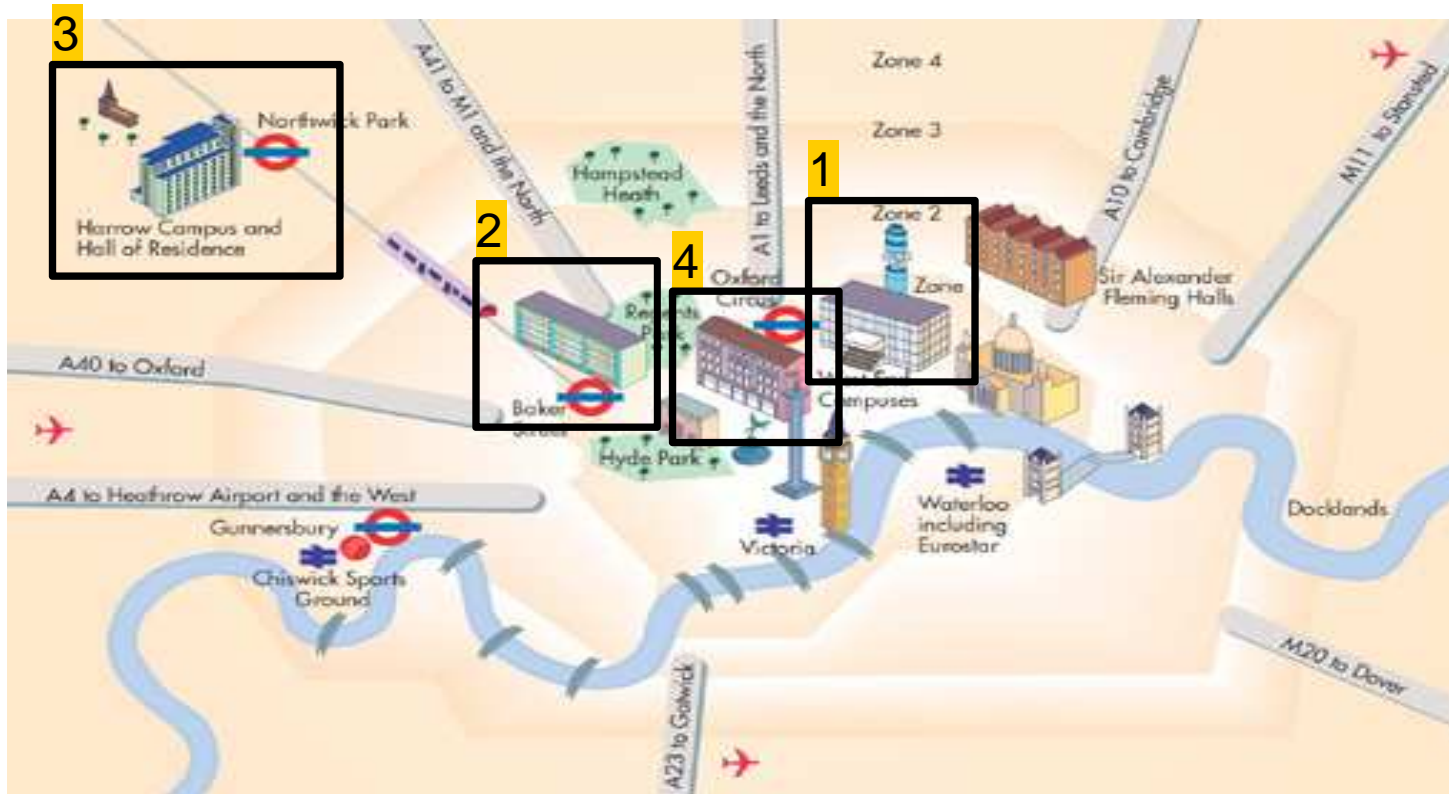 3
Zone 4
A41 to M1 and the North
Northwick Park
Zone 3
A1 to Leeds and the North
A10 to Cambridge
M11 to Stansted
1
Hampstead
Heath
Zone 2
Harrow Campus and
Hall of Residence
2
4
Oxford
Circus
Zone
Sir Alexander
Fleming Halls
Regents
Park
A40 to Oxford
Baker
Street
West End
Campuses
Hyde Park
A4 to Heathrow Airport and the West
Gunnersbury
Victoria
Waterloo
including
Eurostar
Docklands
Chiswick Sports
Ground
M20 to Dover
A23 to Gatwick